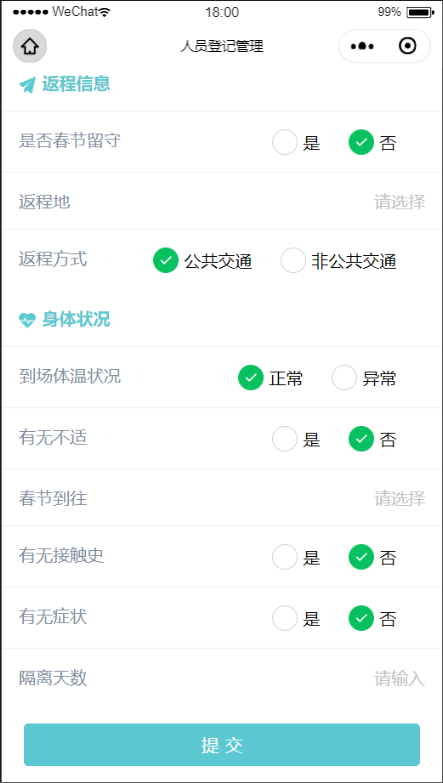 ●●●●● WeChat 18:00 99%
人员登记管理
返程信息
是否春节留守 是 否
返程地 请选择
返程方式 公共交通 非公共交通
身体状况
到场体温状况 正常 异常
有无不适 是 否
春节到往 请选择
有无接触史 是 否
有无症状 是 否
隔离天数 请输入
提 交